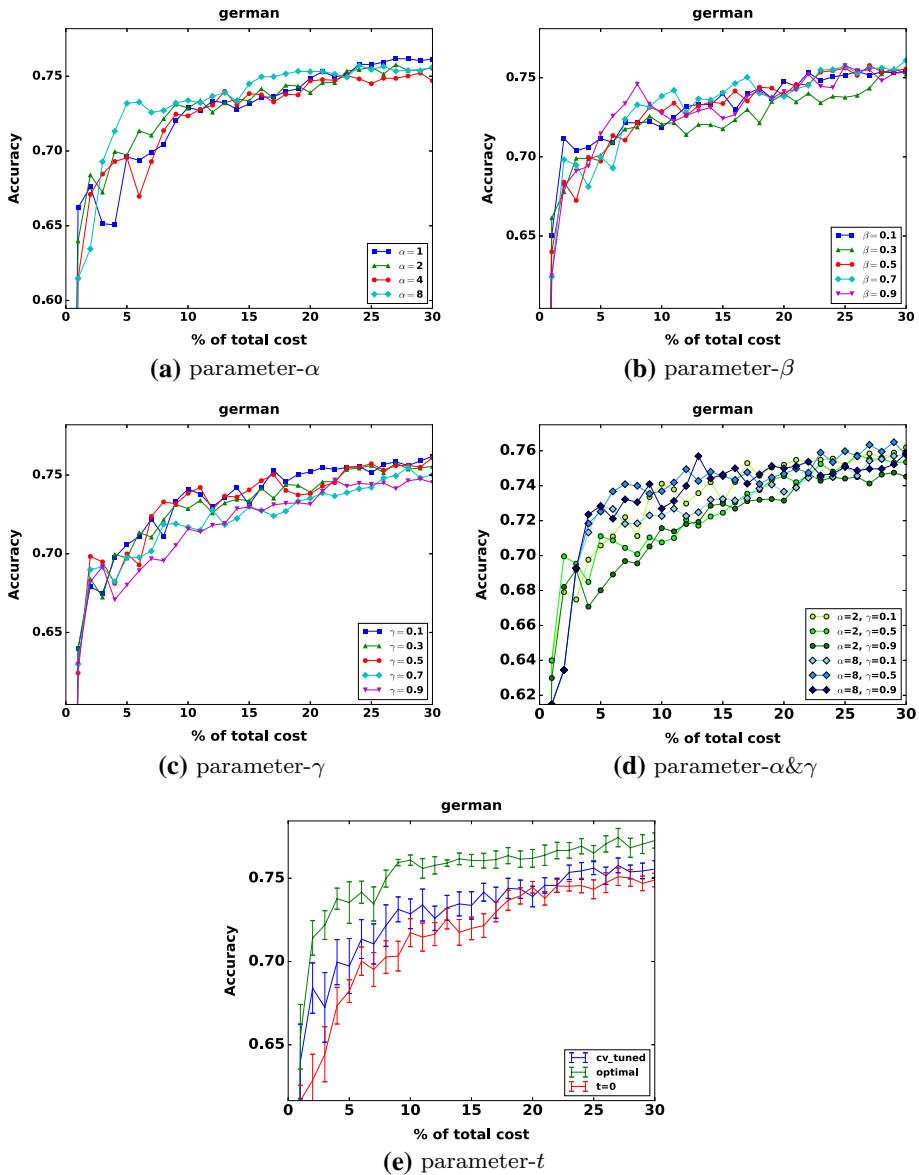 german
0.75
0.70
0.65
0.60
Accuracy
α = 1
α = 2
α = 4
α = 8
0 5 10 15 20 25 30
% of total cost
(a) parameter-α
german
0.75
0.70
0.65
Accuracy
β = 0.1
β = 0.3
β = 0.5
β = 0.7
β = 0.9
0 5 10 15 20 25 30
% of total cost
(b) parameter-β
german
0.75
0.70
0.65
Accuracy
γ = 0.1
γ = 0.3
γ = 0.5
γ = 0.7
γ = 0.9
0 5 10 15 20 25 30
% of total cost
(c) parameter-γ
german
0.76
0.74
0.72
0.70
0.68
0.66
0.64
0.62
Accuracy
α=2, γ=0.1
α=2, γ=0.5
α=2, γ=0.9
α=8, γ=0.1
α=8, γ=0.5
α=8, γ=0.9
0 5 10 15 20 25 30
% of total cost
(d) parameter-α&γ
german
0.75
0.70
0.65
Accuracy
cv_tuned
optimal
t=0
0 5 10 15 20 25 30
% of total cost
(e) parameter-t